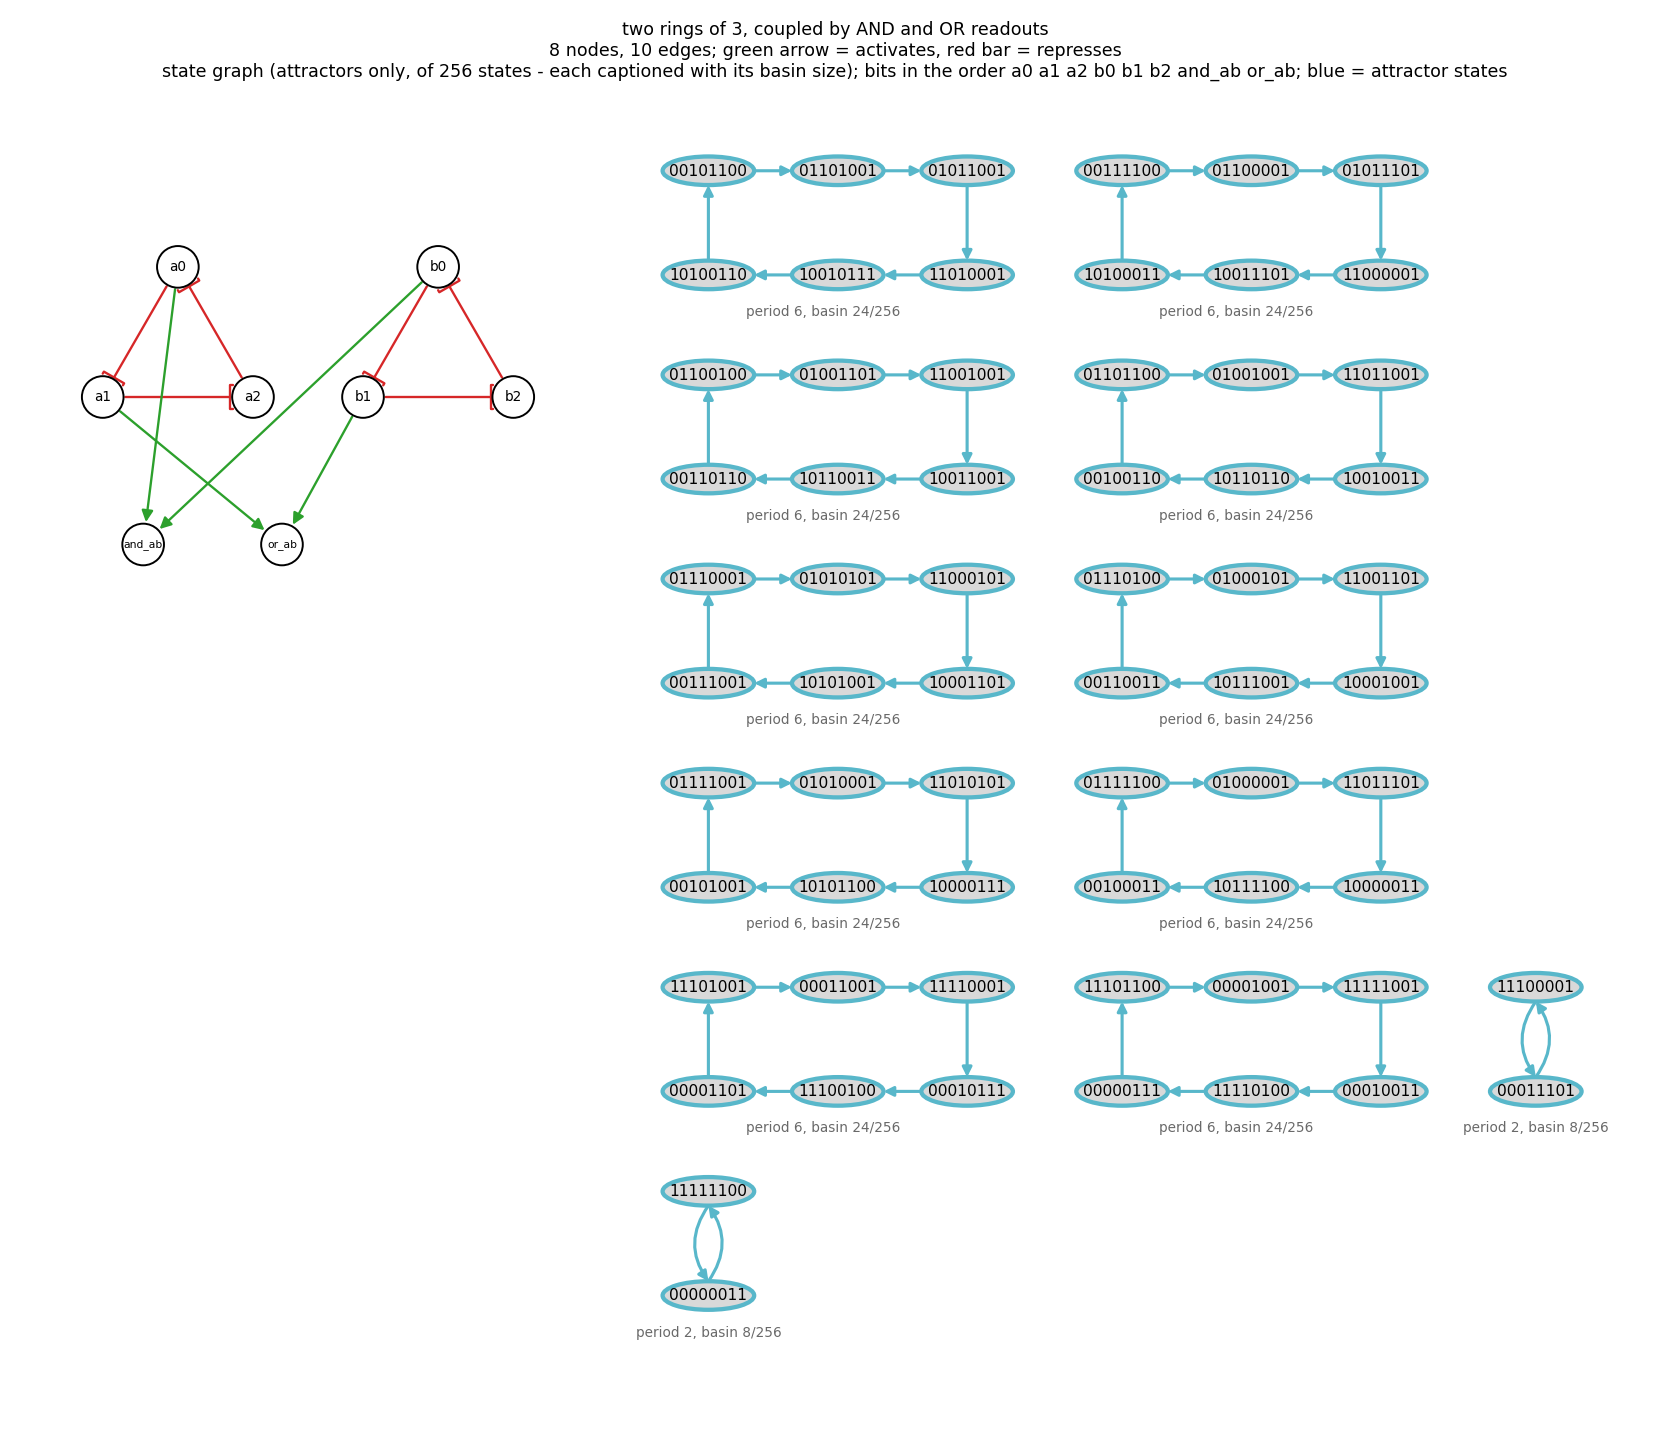 two rings of 3, coupled by AND and OR readouts
8 nodes, 10 edges; green arrow = activates, red bar = represses
state graph (attractors only, of 256 states - each captioned with its basin size); bits in the order a0 a1 a2 b0 b1 b2 and_ab or_ab; blue = attractor states
a0
b0
a1
a2
b1
b2
and_ab
or_ab
00101100 01101001 01011001
10100110 10010111 11010001
period 6, basin 24/256
00111100 01100001 01011101
10100011 10011101 11000001
period 6, basin 24/256
01100100 01001101 11001001
00110110 10110011 10011001
period 6, basin 24/256
01101100 01001001 11011001
00100110 10110110 10010011
period 6, basin 24/256
01110001 01010101 11000101
00111001 10101001 10001101
period 6, basin 24/256
01110100 01000101 11001101
00110011 10111001 10001001
period 6, basin 24/256
01111001 01010001 11010101
00101001 10101100 10000111
period 6, basin 24/256
01111100 01000001 11011101
00100011 10111100 10000011
period 6, basin 24/256
11101001 00011001 11110001
00001101 11100100 00010111
period 6, basin 24/256
11101100 00001001 11111001
00000111 11110100 00010011
period 6, basin 24/256
11100001
00011101
period 2, basin 8/256
11111100
00000011
period 2, basin 8/256